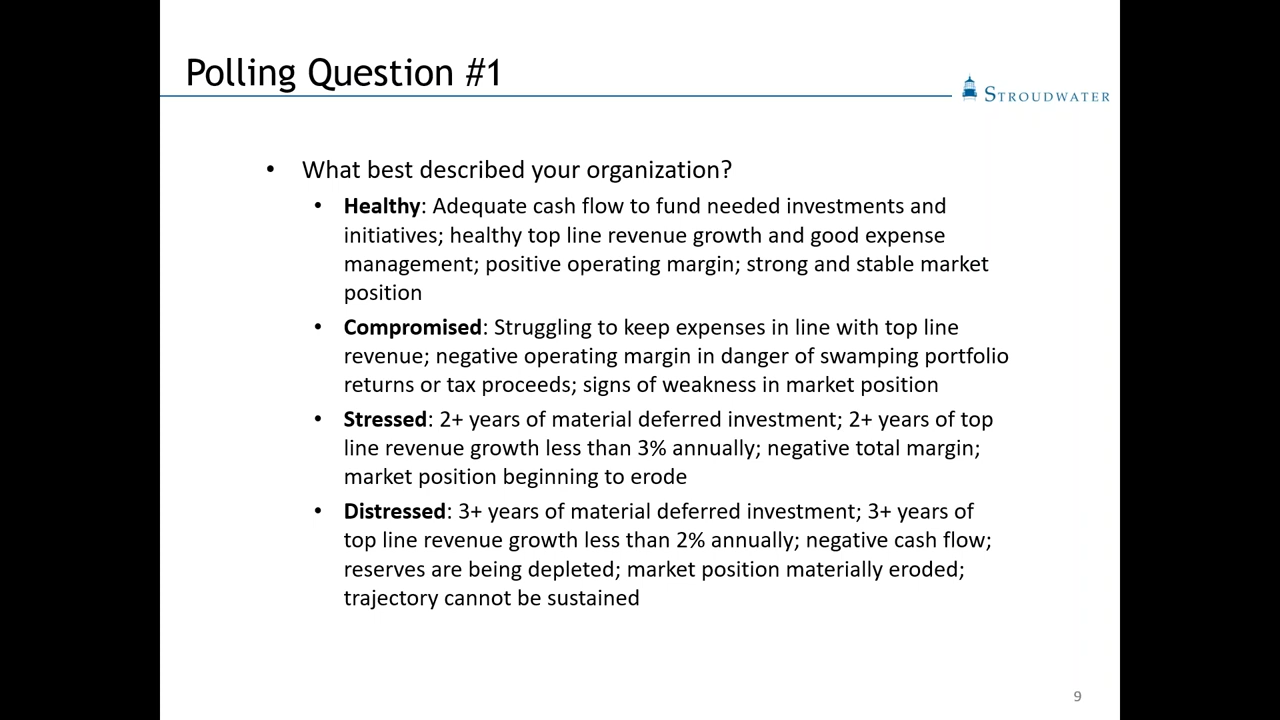 Polling Question #1
STROUDWATER
• What best described your organization?
• Healthy: Adequate cash flow to fund needed investments and
initiatives; healthy top line revenue growth and good expense
management; positive operating margin; strong and stable market
position
• Compromised: Struggling to keep expenses in line with top line
revenue; negative operating margin in danger of swamping portfolio
returns or tax proceeds; signs of weakness in market position
• Stressed: 2+ years of material deferred investment; 2+ years of top
line revenue growth less than 3% annually; negative total margin;
market position beginning to erode
• Distressed: 3+ years of material deferred investment; 3+ years of
top line revenue growth less than 2% annually; negative cash flow;
reserves are being depleted; market position materially eroded;
trajectory cannot be sustained
9